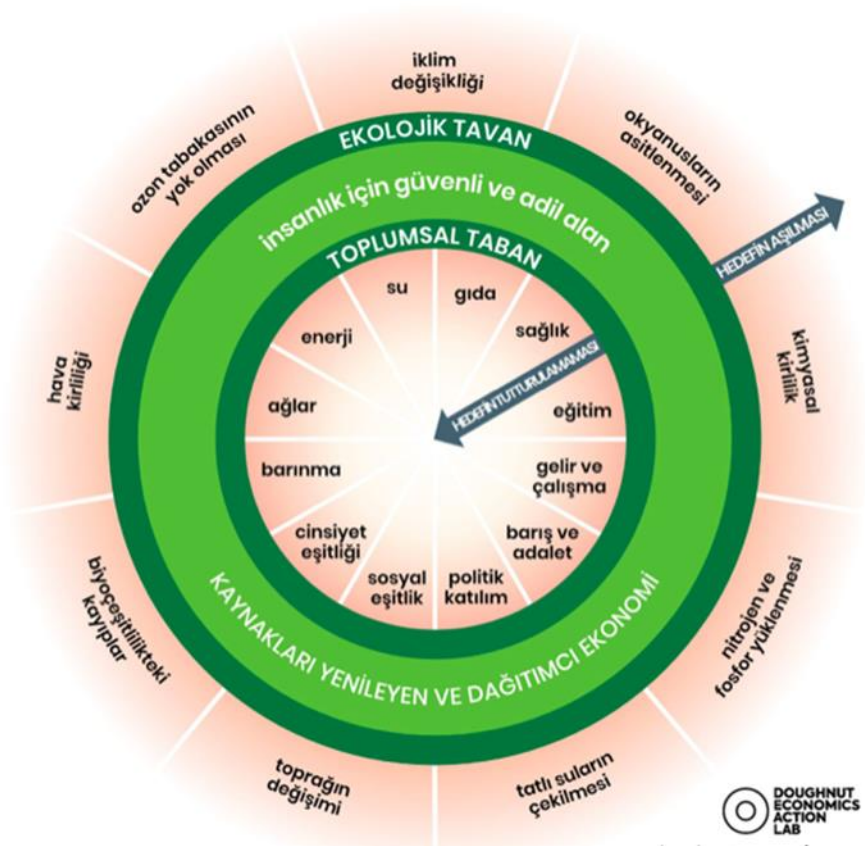 iklim
değişikliği
okyanusların
asitlenmesi
kimyasal
kirlilik
nitrojen ve
fosfor yüklenmesi
tatlı suların
çekilmesi
toprağın
değişimi
biyoçeşitlilikteki
kayıplar
hava
kirliliği
ozon tabakasının
yok olması
EKOLOJİK TAVAN
insanlık için güvenli ve adil alan
TOPLUMSAL TABAN
HEDEFİN AŞILMASI
HEDEFİN TUTTURULAMAMASI
su
gıda
sağlık
eğitim
gelir ve
çalışma
barış ve
adalet
politik
katılım
sosyal
eşitlik
cinsiyet
eşitliği
barınma
ağlar
enerji
KAYNAKLARI YENİLEYEN VE DAĞITIMCI EKONOMİ
DOUGHNUT
ECONOMICS
ACTION
LAB